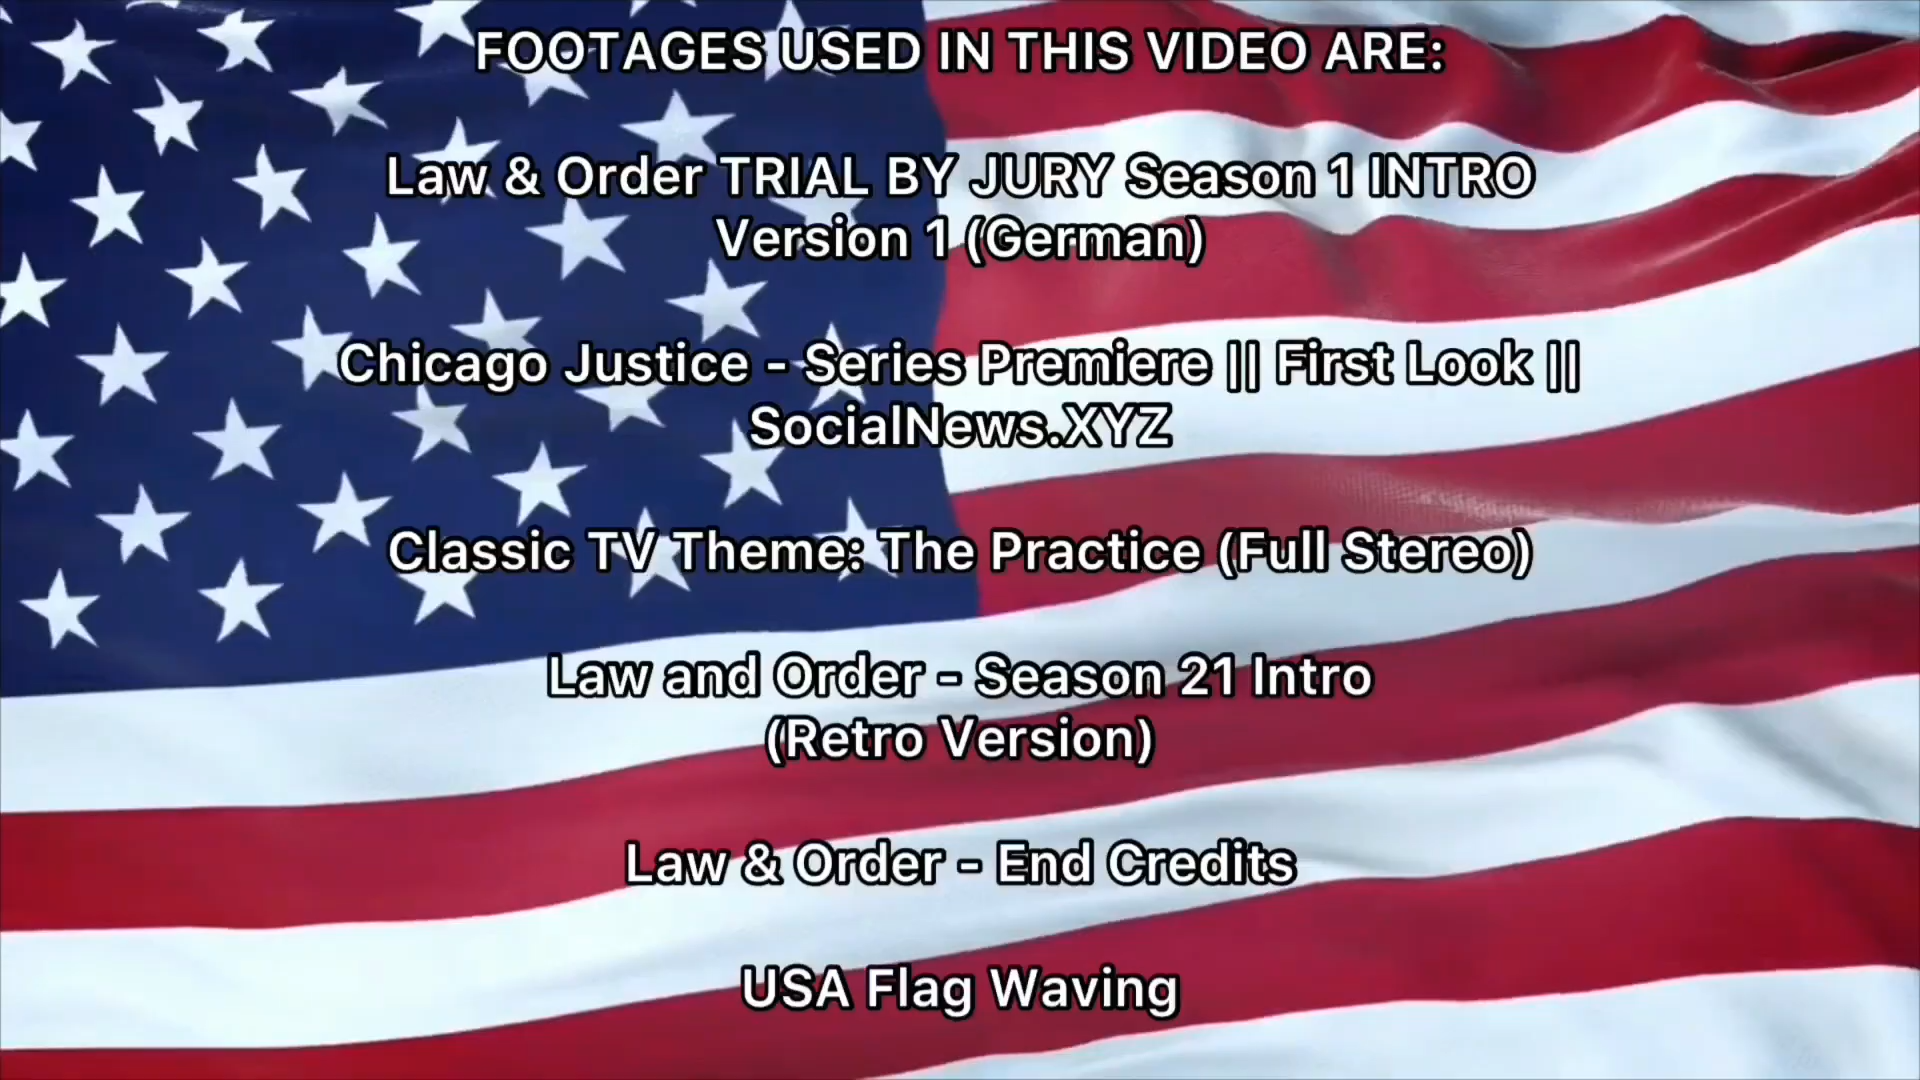 FOOTAGES USED IN THIS VIDEO ARE:
Law & Order TRIAL BY JURY Season 1 INTRO
Version 1 (German)
Chicago Justice - Series Premiere || First Look ||
SocialNews.XYZ
Classic TV Theme: The Practice (Full Stereo)
Law and Order - Season 21 Intro
(Retro Version)
Law & Order - End Credits
USA Flag Waving